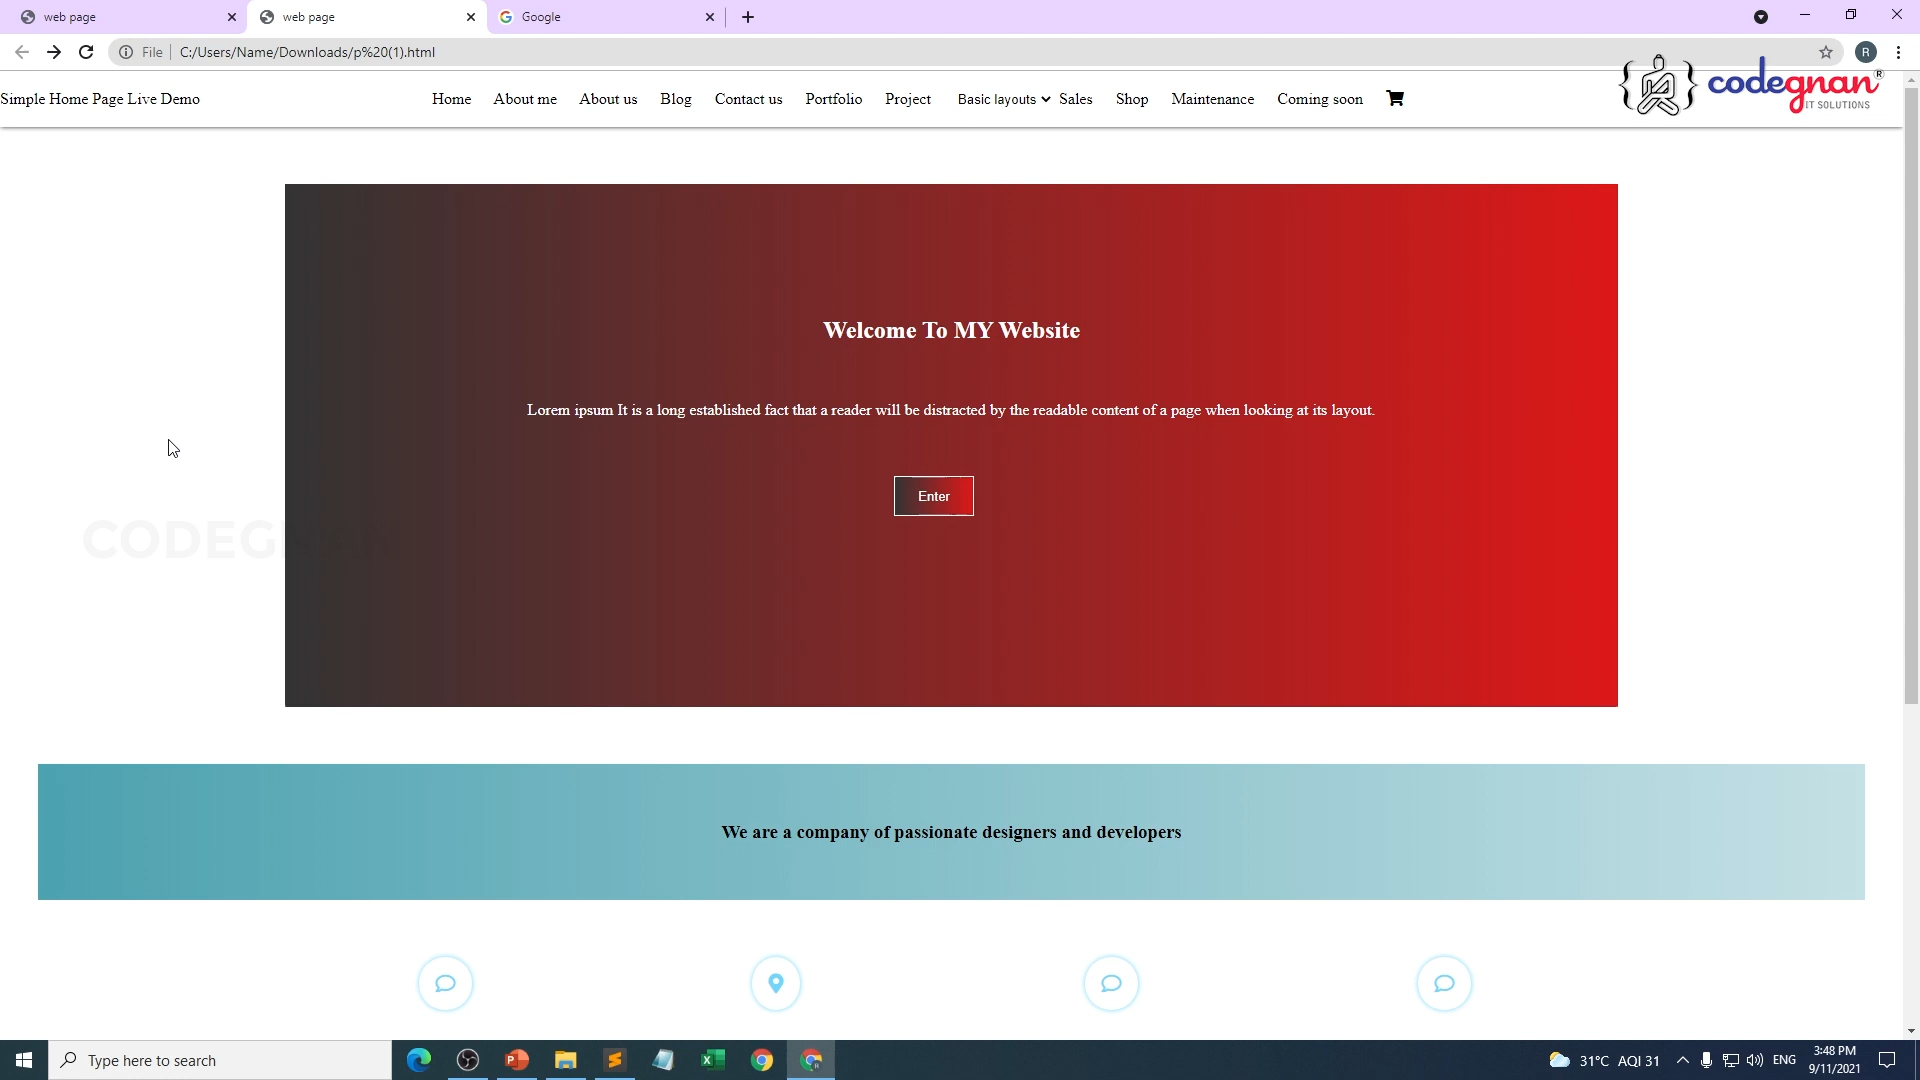 web page
web page
Google
File
C:/Users/Name/Downloads/p%20(1).html
R
codegnan®
IT SOLUTIONS
Simple Home Page Live Demo
Home
About me
About us
Blog
Contact us
Portfolio
Project
Basic layouts
Sales
Shop
Maintenance
Coming soon
Welcome To MY Website
Lorem ipsum It is a long established fact that a reader will be distracted by the readable content of a page when looking at its layout.
Enter
CODEGNAN
We are a company of passionate designers and developers
Type here to search
31°C AQI 31
ENG
3:48 PM
9/11/2021